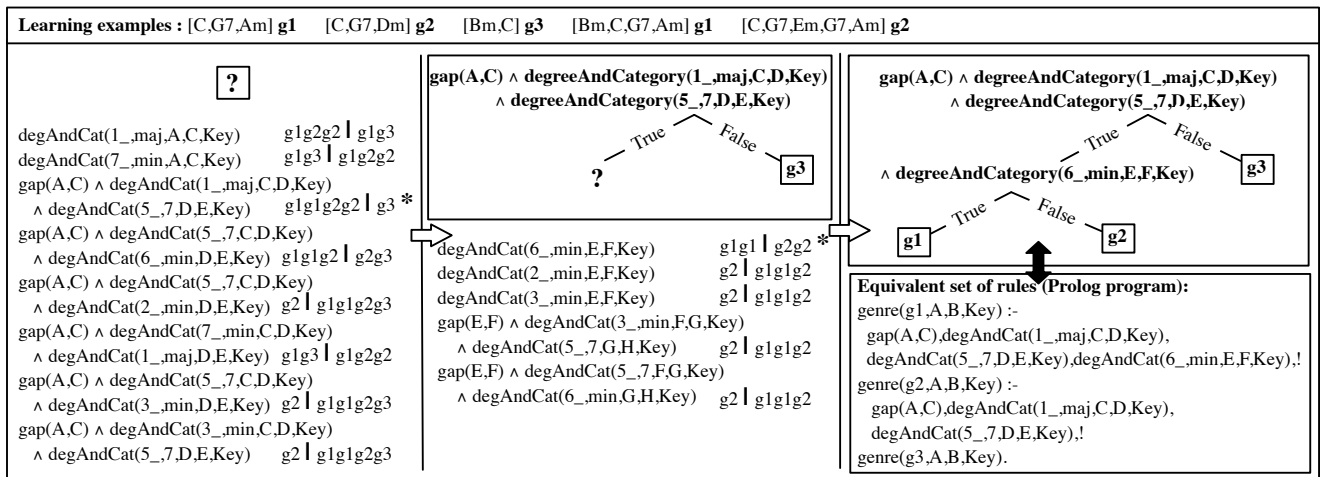 Learning examples : [C,G7,Am] g1 [C,G7,Dm] g2 [Bm,C] g3 [Bm,C,G7,Am] g1 [C,G7,Em,G7,Am] g2
?
degAndCat(1_,maj,A,C,Key) g1g2g2 | g1g3
degAndCat(7_,min,A,C,Key) g1g3 | g1g2g2
gap(A,C) ∧ degAndCat(1_,maj,C,D,Key)
∧ degAndCat(5_,7,D,E,Key) g1g1g2g2 | g3 *
gap(A,C) ∧ degAndCat(5_,7,C,D,Key)
∧ degAndCat(6_,min,D,E,Key) g1g1g2 | g2g3
gap(A,C) ∧ degAndCat(5_,7,C,D,Key)
∧ degAndCat(2_,min,D,E,Key) g2 | g1g1g2g3
gap(A,C) ∧ degAndCat(7_,min,C,D,Key)
∧ degAndCat(1_,maj,D,E,Key) g1g3 | g1g2g2
gap(A,C) ∧ degAndCat(5_,7,C,D,Key)
∧ degAndCat(3_,min,D,E,Key) g2 | g1g1g2g3
gap(A,C) ∧ degAndCat(3_,min,C,D,Key)
∧ degAndCat(5_,7,D,E,Key) g2 | g1g1g2g3
gap(A,C) ∧ degreeAndCategory(1_,maj,C,D,Key)
∧ degreeAndCategory(5_,7,D,E,Key)
True False
? g3
degAndCat(6_,min,E,F,Key) g1g1 | g2g2 *
degAndCat(2_,min,E,F,Key) g2 | g1g1g2
degAndCat(3_,min,E,F,Key) g2 | g1g1g2
gap(E,F) ∧ degAndCat(3_,min,F,G,Key)
∧ degAndCat(5_,7,G,H,Key) g2 | g1g1g2
gap(E,F) ∧ degAndCat(5_,7,F,G,Key)
∧ degAndCat(6_,min,G,H,Key) g2 | g1g1g2
gap(A,C) ∧ degreeAndCategory(1_,maj,C,D,Key)
∧ degreeAndCategory(5_,7,D,E,Key)
True False
∧ degreeAndCategory(6_,min,E,F,Key) g3
True False
g1 g2
Equivalent set of rules (Prolog program):
genre(g1,A,B,Key) :-
gap(A,C),degAndCat(1_,maj,C,D,Key),
degAndCat(5_,7,D,E,Key),degAndCat(6_,min,E,F,Key),!
genre(g2,A,B,Key) :-
gap(A,C),degAndCat(1_,maj,C,D,Key),
degAndCat(5_,7,D,E,Key),!
genre(g3,A,B,Key).